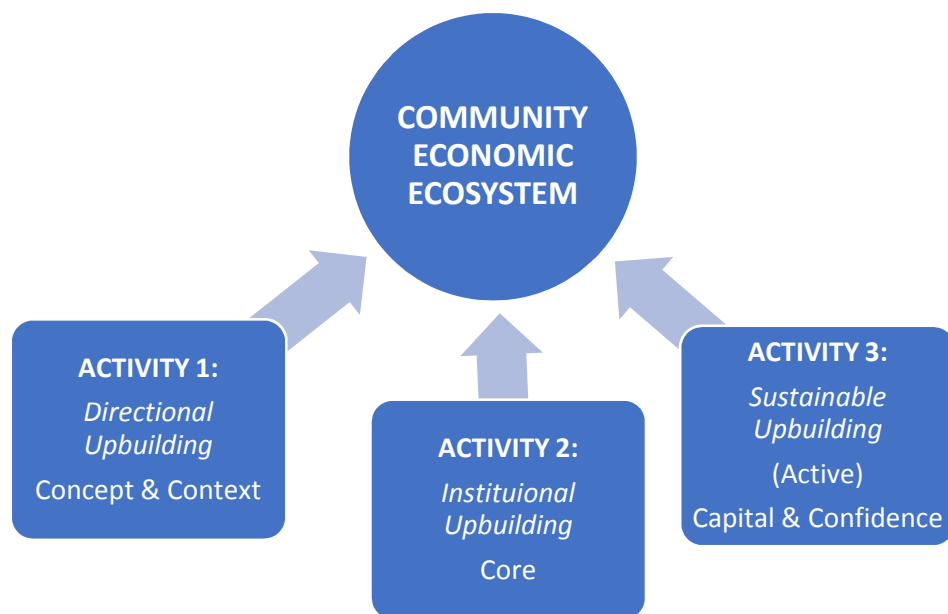 COMMUNITY
ECONOMIC
ECOSYSTEM
ACTIVITY 1:
Directional
Upbuilding
Concept & Context
ACTIVITY 2:
Instituional
Upbuilding
Core
ACTIVITY 3:
Sustainable
Upbuilding
(Active)
Capital & Confidence